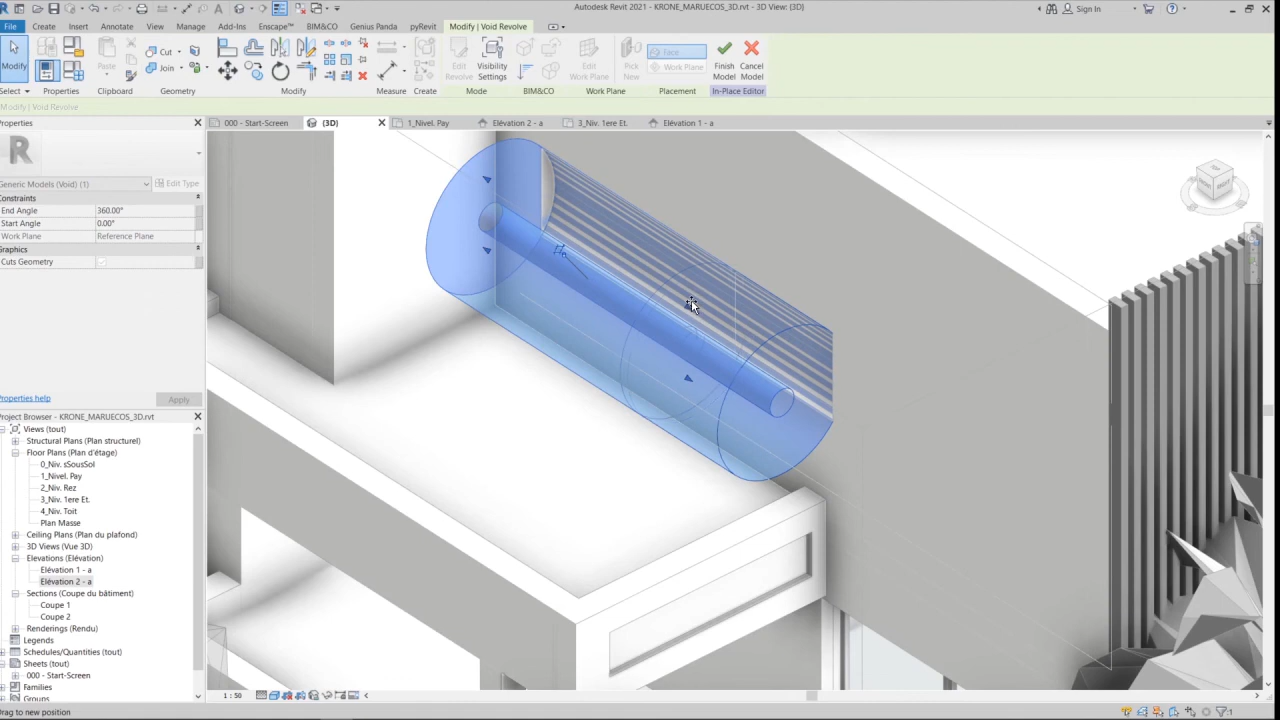 Autodesk Revit 2021 - KRONE_MARUECOS_3D.rvt - 3D View: {3D}
Sign In
File Create Insert Annotate View Manage Add-Ins Enscape™ BIM&CO Genius Panda pyRevit Modify | Void Revolve
Modify Paste Cut Join Edit Revolve Visibility Settings Edit Work Plane Pick New Face Work Plane Finish Model Cancel Model
Select Properties Clipboard Geometry Modify Measure Create Mode BIM&CO Work Plane Placement In-Place Editor
Modify | Void Revolve
Properties
000 - Start-Screen {3D} 1_Nivel. Pay Elévation 2 - a 3_Niv. 1ere Et. Elévation 1 - a
R
Generic Models (Void) (1) Edit Type
Constraints
End Angle 360.00°
Start Angle 0.00°
Work Plane Reference Plane
Graphics
Cuts Geometry
Properties help Apply
Project Browser - KRONE_MARUECOS_3D.rvt
Views (tout)
Structural Plans (Plan structurel)
Floor Plans (Plan d'étage)
0_Niv. sSousSol
1_Nivel. Pay
2_Niv. Rez
3_Niv. 1ere Et.
4_Niv. Toit
Plan Masse
Ceiling Plans (Plan du plafond)
3D Views (Vue 3D)
Elevations (Elévation)
Elévation 1 - a
Elévation 2 - a
Sections (Coupe du bâtiment)
Coupe 1
Coupe 2
Renderings (Rendu)
Legends
Schedules/Quantities (tout)
Sheets (tout)
000 - Start-Screen
Families
Groups
1 : 50
Drag to new position
:1